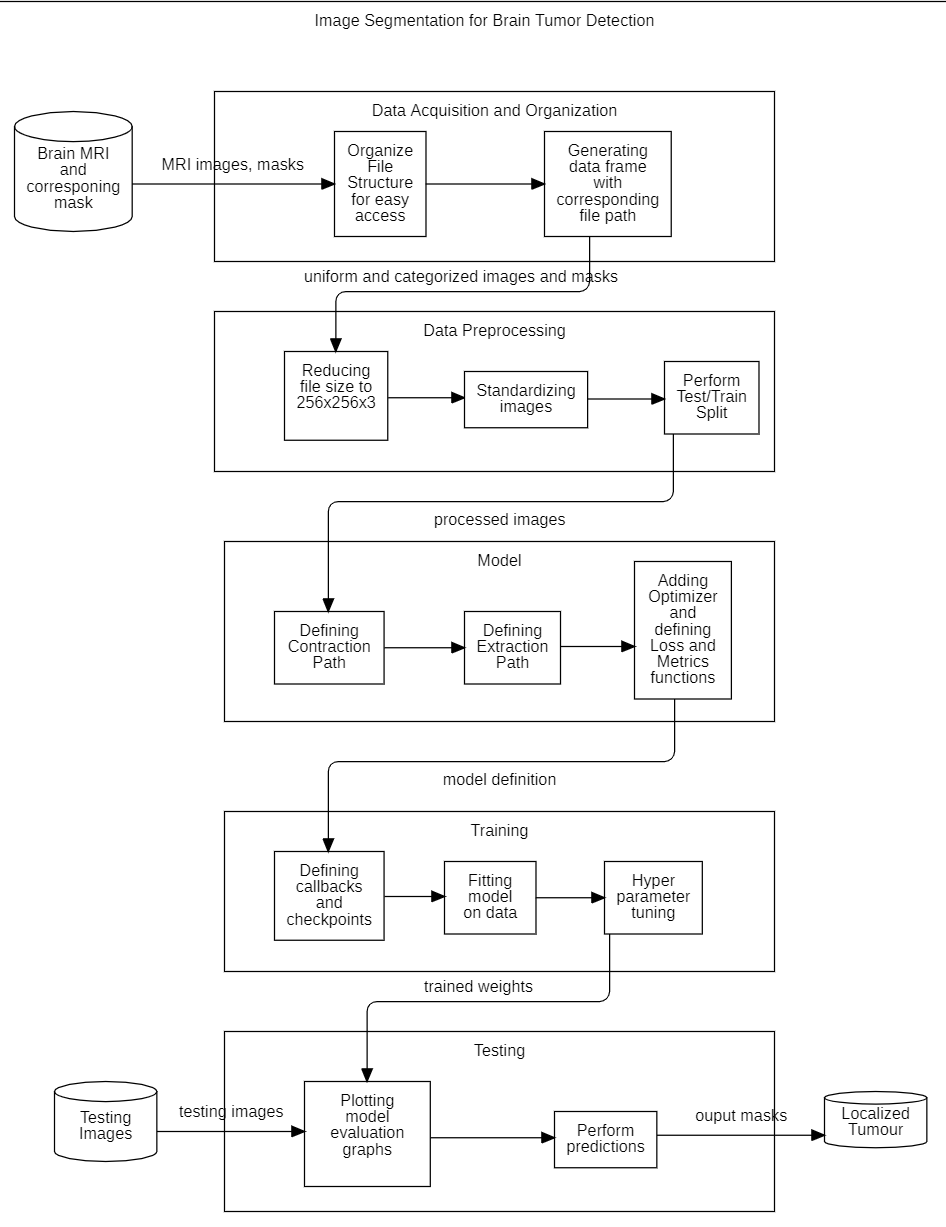 Image Segmentation for Brain Tumor Detection
Data Acquisition and Organization
Brain MRI
and
corresponing
mask
MRI images, masks
Organize
File
Structure
for easy
access
Generating
data frame
with
corresponding
file path
uniform and categorized images and masks
Data Preprocessing
Reducing
file size to
256x256x3
Standardizing
images
Perform
Test/Train
Split
processed images
Model
Defining
Contraction
Path
Defining
Extraction
Path
Adding
Optimizer
and
defining
Loss and
Metrics
functions
model definition
Training
Defining
callbacks
and
checkpoints
Fitting
model
on data
Hyper
parameter
tuning
trained weights
Testing
Testing
Images
testing images
Plotting
model
evaluation
graphs
Perform
predictions
ouput masks
Localized
Tumour